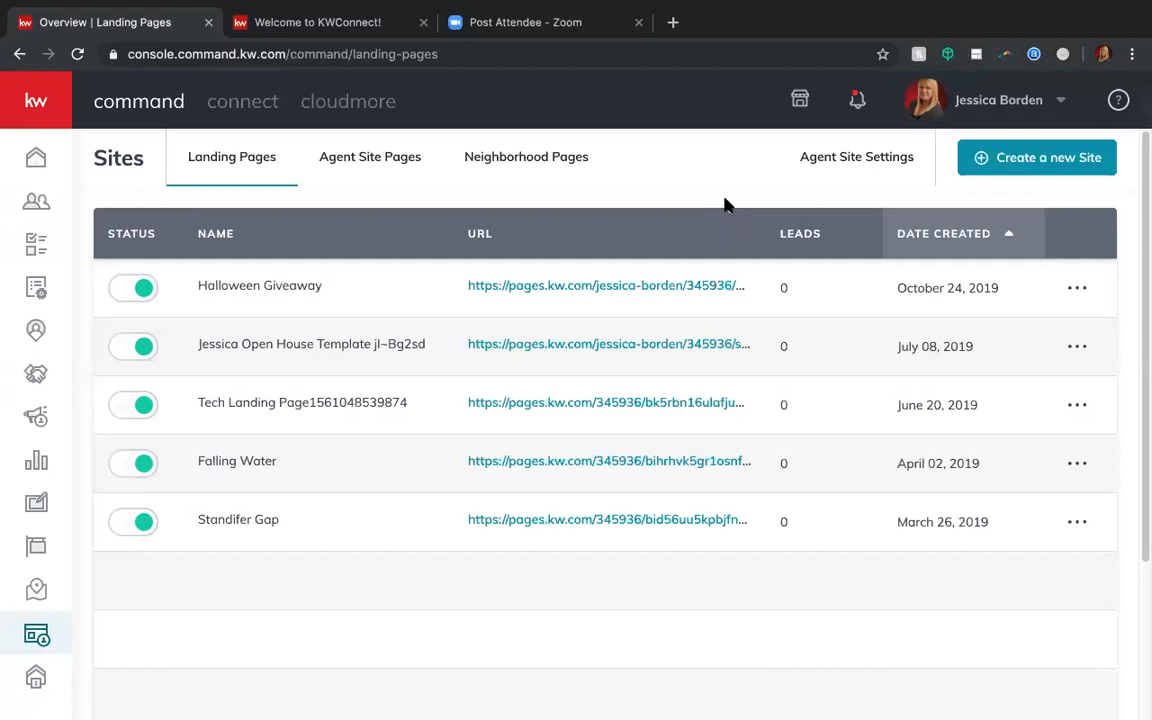 Overview | Landing Pages
Welcome to KWConnect!
Post Attendee - Zoom
console.command.kw.com/command/landing-pages
kw command connect cloudmore
Jessica Borden
Sites Landing Pages Agent Site Pages Neighborhood Pages Agent Site Settings Create a new Site
STATUS NAME URL LEADS DATE CREATED
Halloween Giveaway https://pages.kw.com/jessica-borden/345936/... 0 October 24, 2019
Jessica Open House Template jl~Bg2sd https://pages.kw.com/jessica-borden/345936/s... 0 July 08, 2019
Tech Landing Page1561048539874 https://pages.kw.com/345936/bk5rbn16ulafju... 0 June 20, 2019
Falling Water https://pages.kw.com/345936/bihrhvk5gr1osnf... 0 April 02, 2019
Standifer Gap https://pages.kw.com/345936/bid56uu5kpbjfn... 0 March 26, 2019